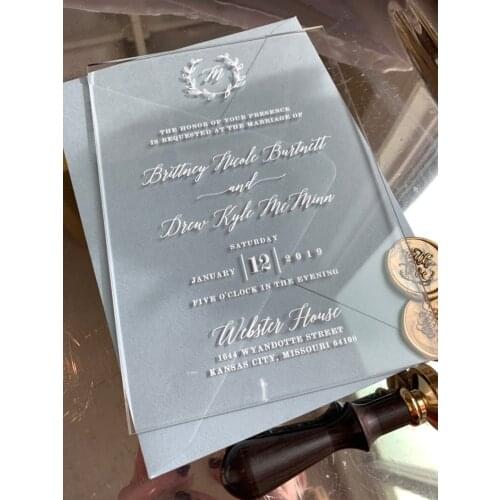 M
THE HONOR OF YOUR PRESENCE
IS REQUESTED AT THE MARRIAGE OF
Brittney Nicole Burtnett
and
Drew Kyle McMinn
SATURDAY
JANUARY | 12 | 2019
FIVE O'CLOCK IN THE EVENING
Webster House
1644 WYANDOTTE STREET
KANSAS CITY, MISSOURI 64108